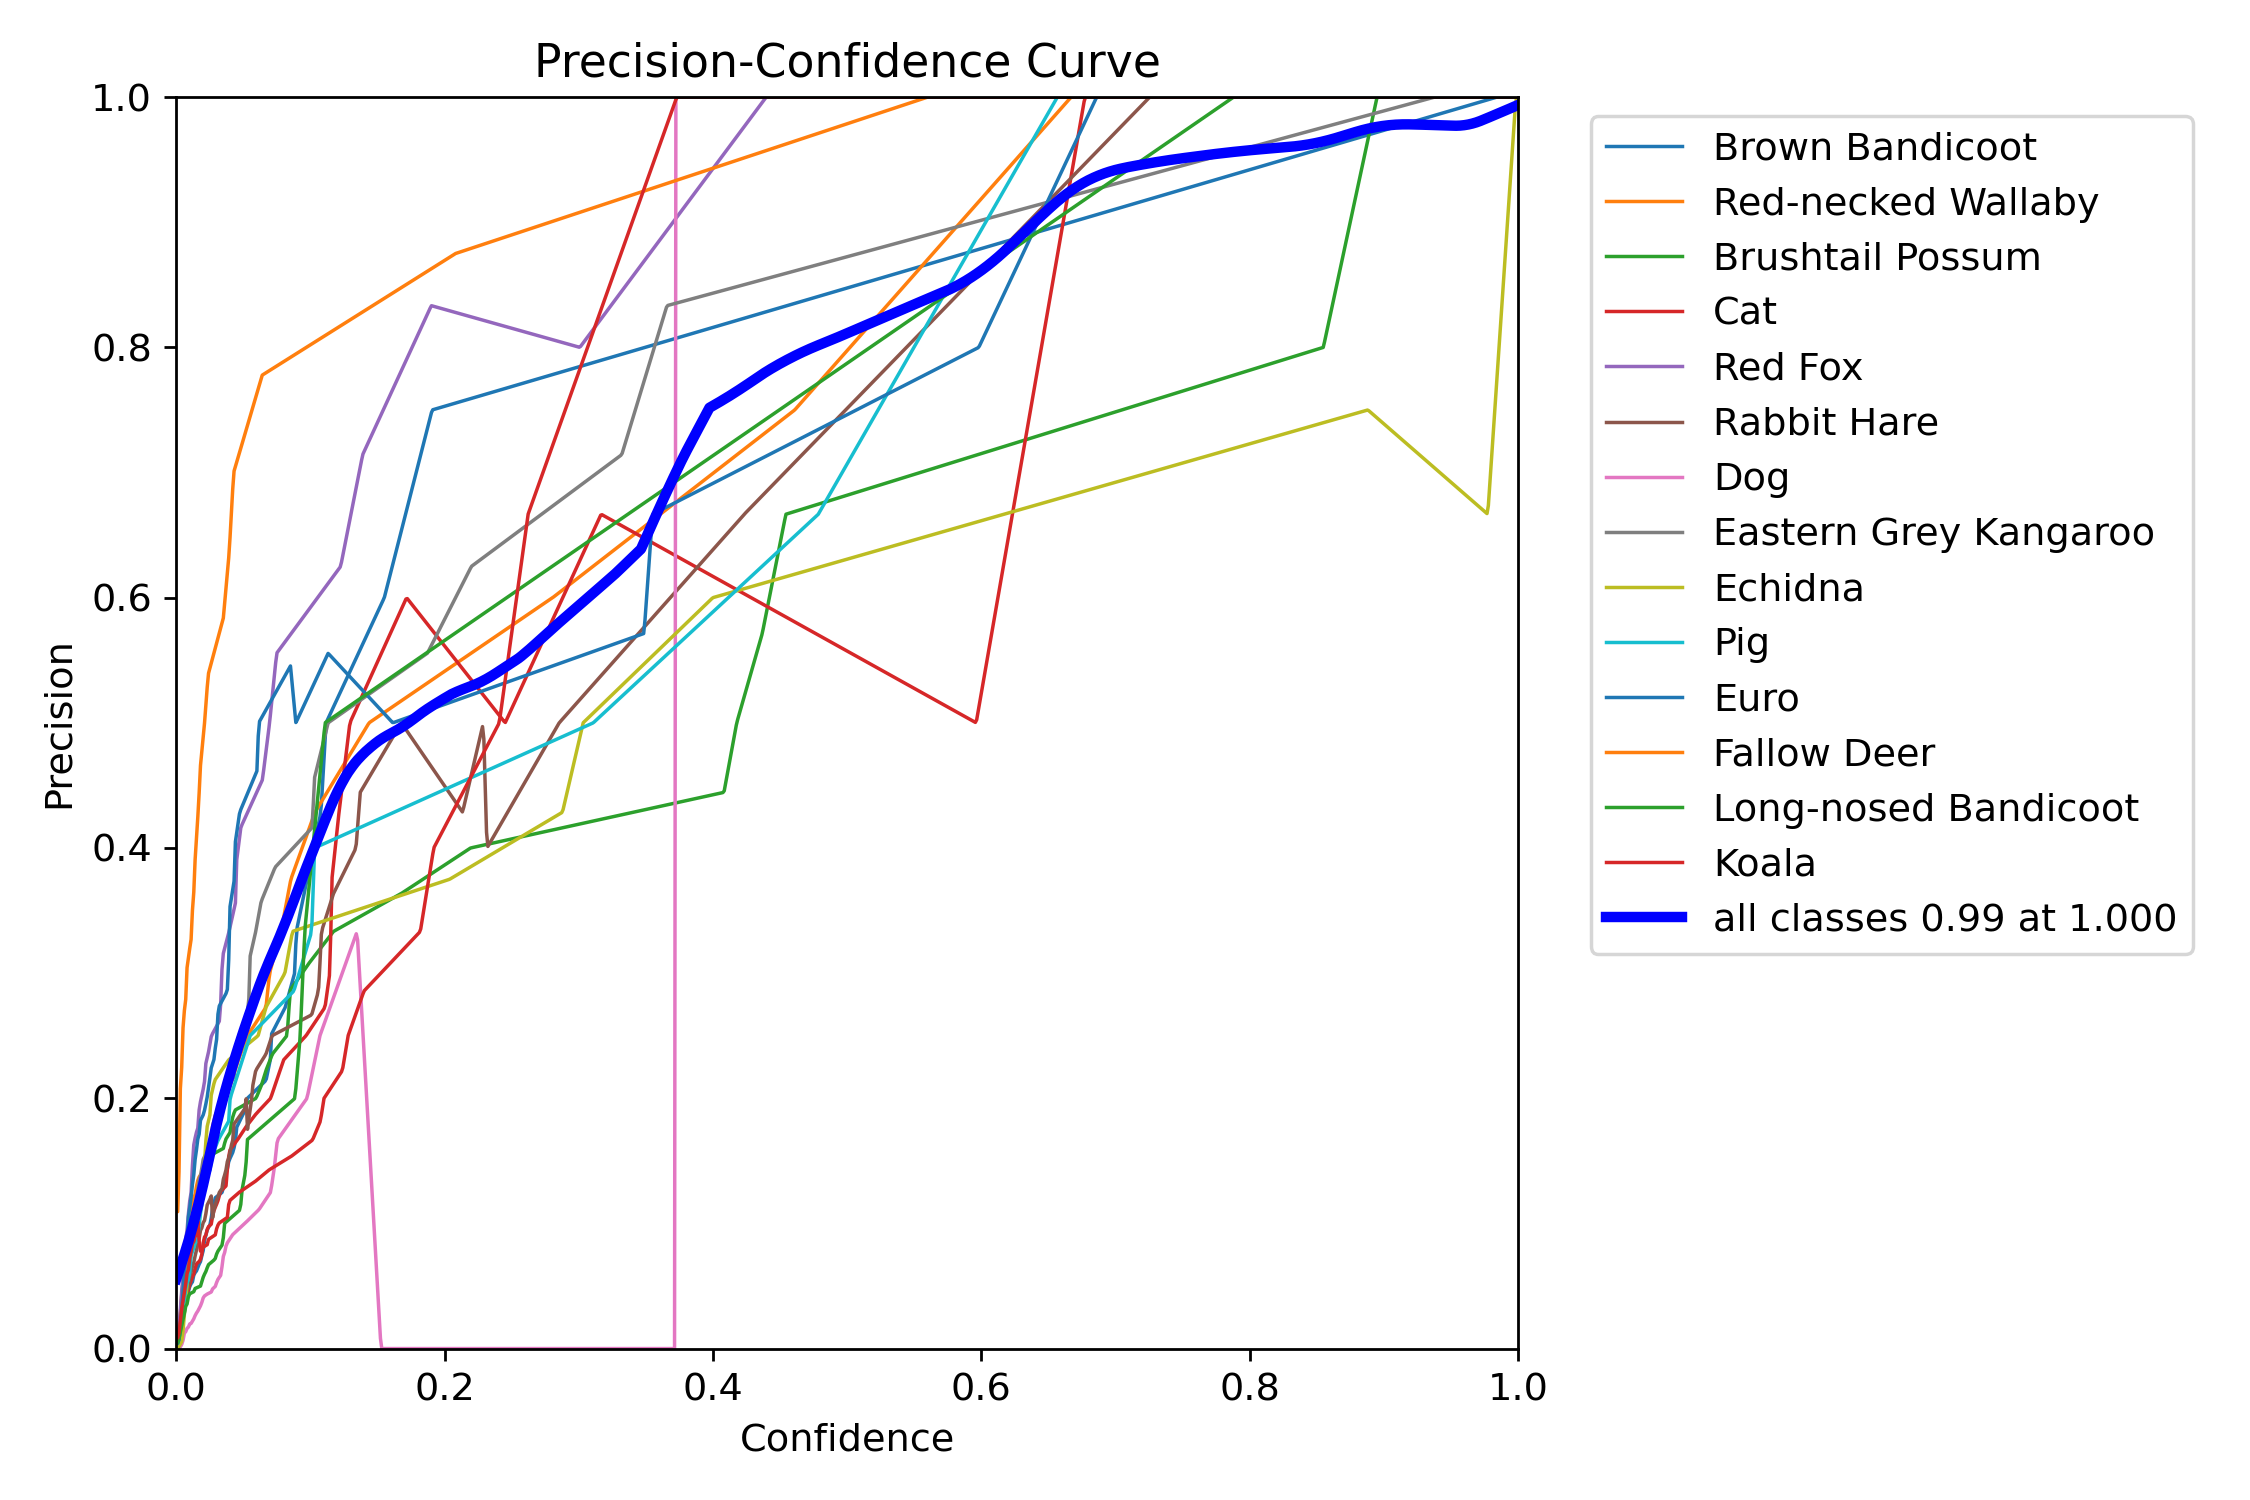 Precision-Confidence Curve
1.0
0.8
0.6
0.4
0.2
0.0
Precision
0.0 0.2 0.4 0.6 0.8 1.0
Confidence
Brown Bandicoot
Red-necked Wallaby
Brushtail Possum
Cat
Red Fox
Rabbit Hare
Dog
Eastern Grey Kangaroo
Echidna
Pig
Euro
Fallow Deer
Long-nosed Bandicoot
Koala
all classes 0.99 at 1.000